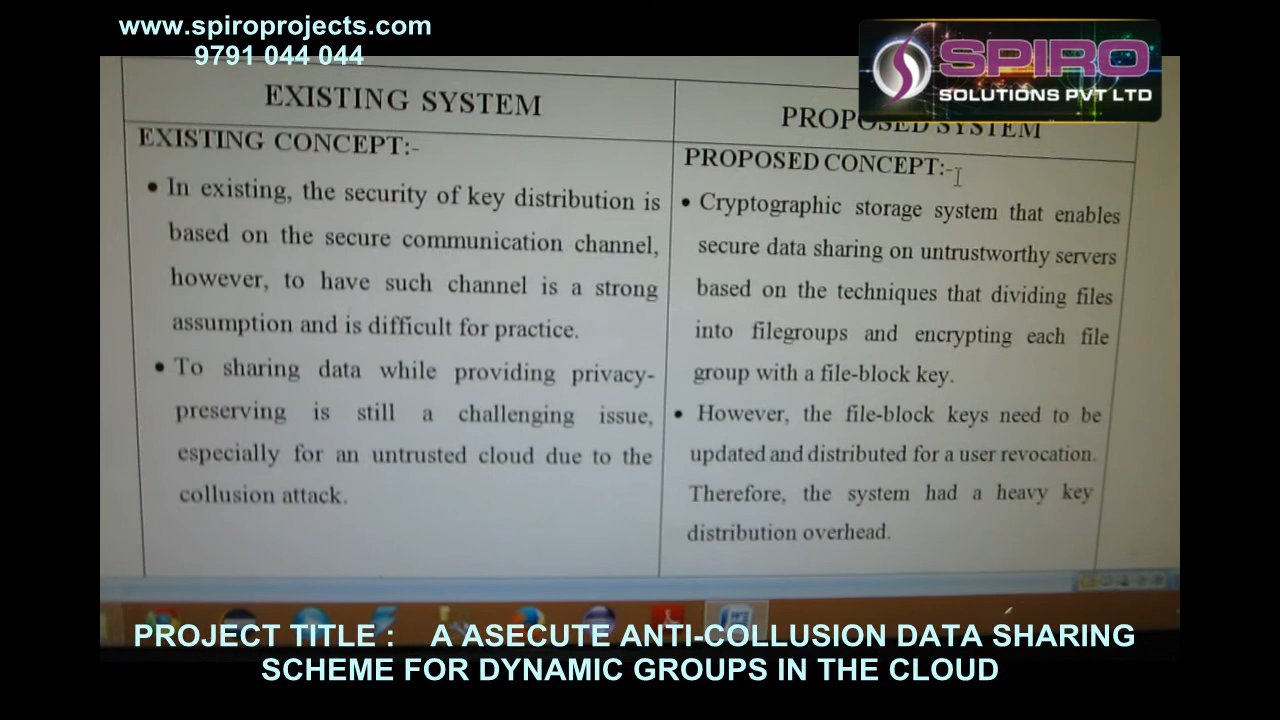 www.spiroprojects.com
9791 044 044
SPIRO
SOLUTIONS PVT LTD
EXISTING SYSTEM
PROPOSED SYSTEM
EXISTING CONCEPT:-
In existing, the security of key distribution is
based on the secure communication channel,
however, to have such channel is a strong
assumption and is difficult for practice.
To sharing data while providing privacy-
preserving is still a challenging issue,
especially for an untrusted cloud due to the
collusion attack.
PROPOSED CONCEPT:-
Cryptographic storage system that enables
secure data sharing on untrustworthy servers
based on the techniques that dividing files
into filegroups and encrypting each file
group with a file-block key.
However, the file-block keys need to be
updated and distributed for a user revocation.
Therefore, the system had a heavy key
distribution overhead.
PROJECT TITLE : A ASECUTE ANTI-COLLUSION DATA SHARING
SCHEME FOR DYNAMIC GROUPS IN THE CLOUD